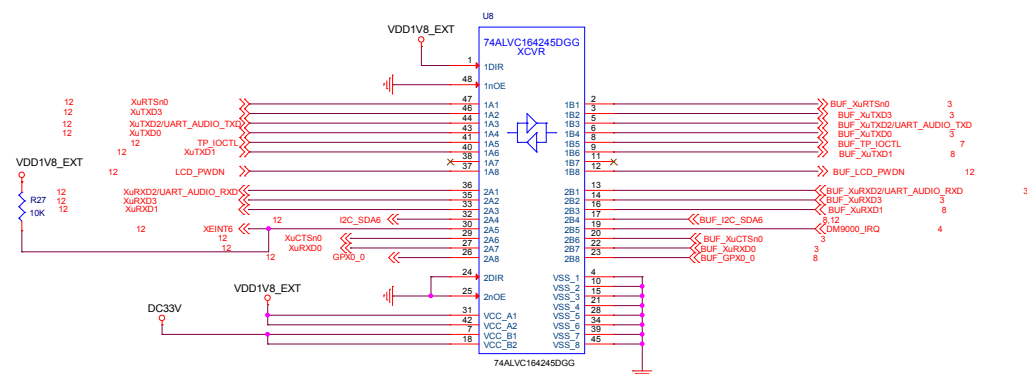 U8
VDD1V8_EXT
74ALVC164245DGG
XCVR
1 1DIR
48 1nOE
12 XuRTSn0 47 1A1 1B1 2 BUF_XuRTSn0 3
12 XuTXD3 46 1A2 1B2 3 BUF_XuTXD3 3
12 XuTXD2/UART_AUDIO_TXD 44 1A3 1B3 5 BUF_XuTXD2/UART_AUDIO_TXD
12 XuTXD0 43 1A4 1B4 6 BUF_XuTXD0 3
12 TP_IOCTL 41 1A5 1B5 8 BUF_TP_IOCTL 7
12 XuTXD1 40 1A6 1B6 9 BUF_XuTXD1 8
38 1A7 1B7 11
VDD1V8_EXT
12 LCD_PWDN 37 1A8 1B8 12 BUF_LCD_PWDN 12
12 XuRXD2/UART_AUDIO_RXD 36 2A1 2B1 13 BUF_XuRXD2/UART_AUDIO_RXD 3
R27
12 XuRXD3 35 2A2 2B2 14 BUF_XuRXD3 3
10K
12 XuRXD1 33 2A3 2B3 16 BUF_XuRXD1 8
12 I2C_SDA6 32 2A4 2B4 17 BUF_I2C_SDA6 8,12
12 XEINT6 30 2A5 2B5 19 DM9000_IRQ 4
12 XuCTSn0 29 2A6 2B6 20 BUF_XuCTSn0 3
12 XuRXD0 27 2A7 2B7 22 BUF_XuRXD0 3
12 GPX0_0 26 2A8 2B8 23 BUF_GPX0_0 8
24 2DIR VSS_1 4
VSS_2 10
VDD1V8_EXT
25 2nOE VSS_3 15
VSS_4 21
DC33V
31 VCC_A1 VSS_5 28
42 VCC_A2 VSS_6 34
7 VCC_B1 VSS_7 39
18 VCC_B2 VSS_8 45
74ALVC164245DGG